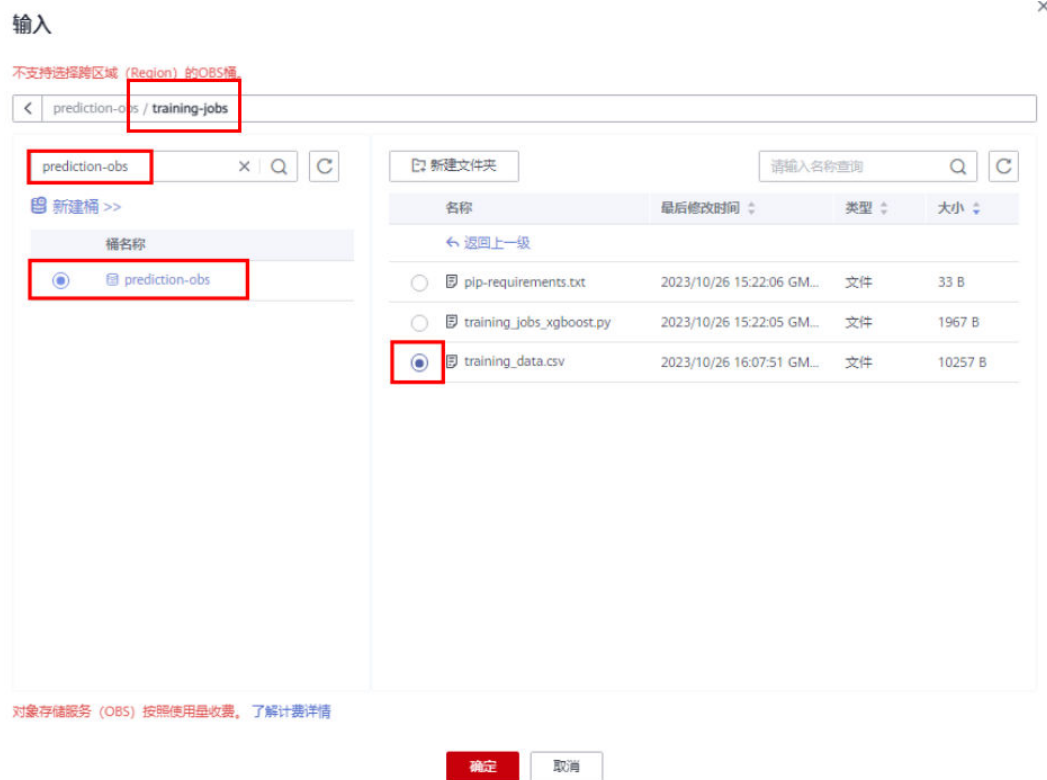 输入
不支持选择跨区域（Region）的OBS桶。
prediction-obs / training-jobs
prediction-obs
新建桶 >>
桶名称
prediction-obs
新建文件夹
请输入名称查询
名称 最后修改时间 类型 大小
返回上一级
pip-requirements.txt 2023/10/26 15:22:06 GM... 文件 33 B
training_jobs_xgboost.py 2023/10/26 15:22:05 GM... 文件 1967 B
training_data.csv 2023/10/26 16:07:51 GM... 文件 10257 B
对象存储服务（OBS）按照使用量收费。了解计费详情
确定 取消